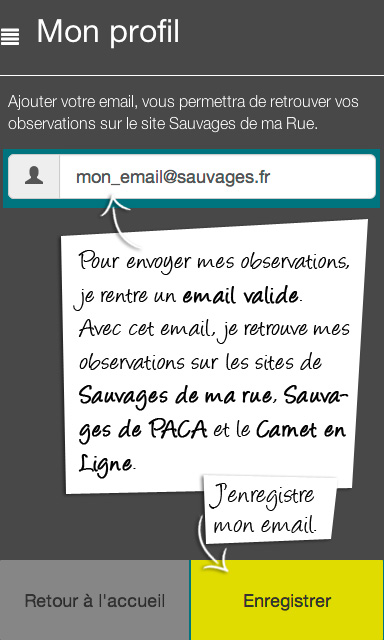 Mon profil
Ajouter votre email, vous permettra de retrouver vos
observations sur le site Sauvages de ma Rue.
mon_email@sauvages.fr
Pour envoyer mes observations,
je rentre un email valide.
Avec cet email, je retrouve mes
observations sur les sites de
Sauvages de ma rue, Sauva-
ges de PACA et le Carnet en
Ligne.
J'enregistre
mon email.
Retour à l'accueil
Enregistrer